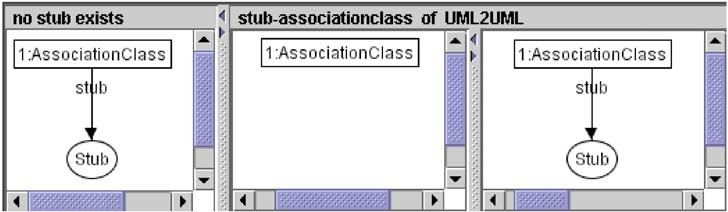 no stub exists
stub-associationclass of UML2UML
1:AssociationClass
stub
Stub
1:AssociationClass
1:AssociationClass
stub
Stub